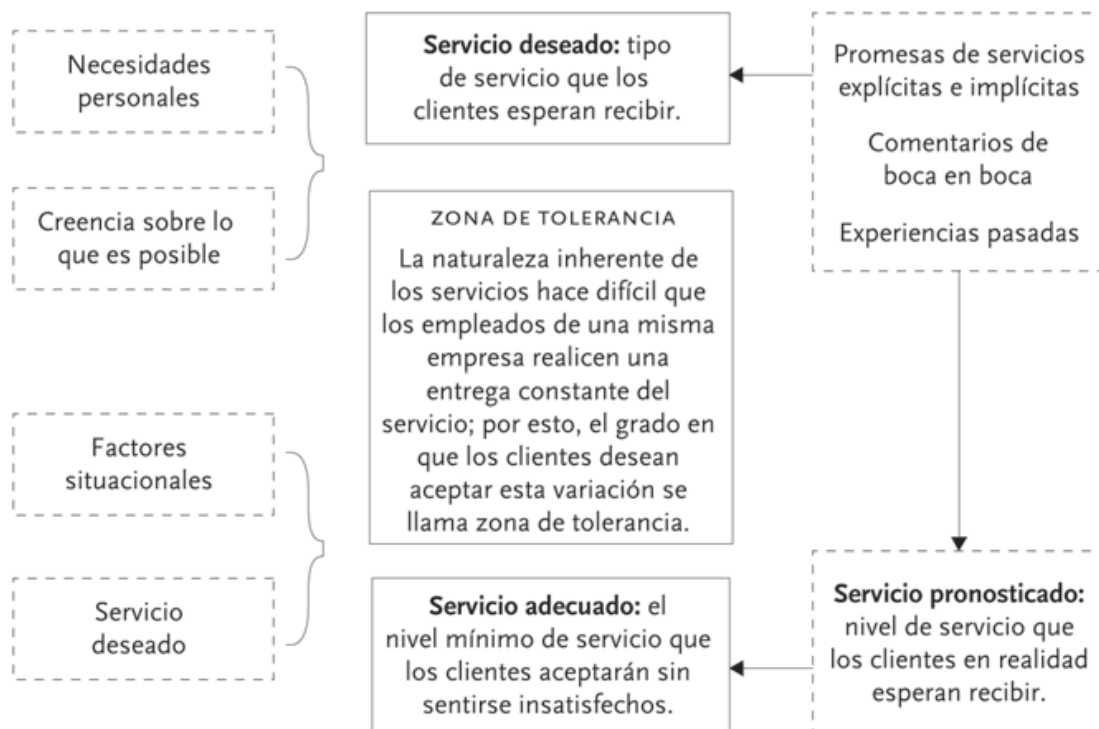 Necesidades
personales
Creencia sobre lo
que es posible
Factores
situacionales
Servicio
deseado
Servicio deseado: tipo
de servicio que los
clientes esperan recibir.
ZONA DE TOLERANCIA
La naturaleza inherente de
los servicios hace difícil que
los empleados de una misma
empresa realicen una
entrega constante del
servicio; por esto, el grado en
que los clientes desean
aceptar esta variación se
llama zona de tolerancia.
Servicio adecuado: el
nivel mínimo de servicio que
los clientes aceptarán sin
sentirse insatisfechos.
Promesas de servicios
explícitas e implícitas
Comentarios de
boca en boca
Experiencias pasadas
Servicio pronosticado:
nivel de servicio que
los clientes en realidad
esperan recibir.